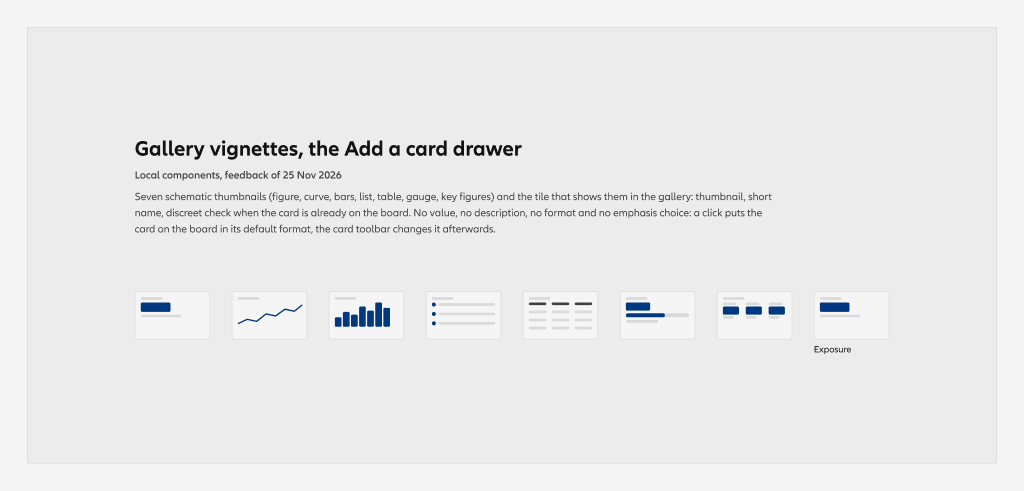 Gallery vignettes, the Add a card drawer
Local components, feedback of 25 Nov 2026
Seven schematic thumbnails (figure, curve, bars, list, table, gauge, key figures) and the tile that shows them in the gallery: thumbnail, short
name, discreet check when the card is already on the board. No value, no description, no format and no emphasis choice: a click puts the
card on the board in its default format, the card toolbar changes it afterwards.
Exposure